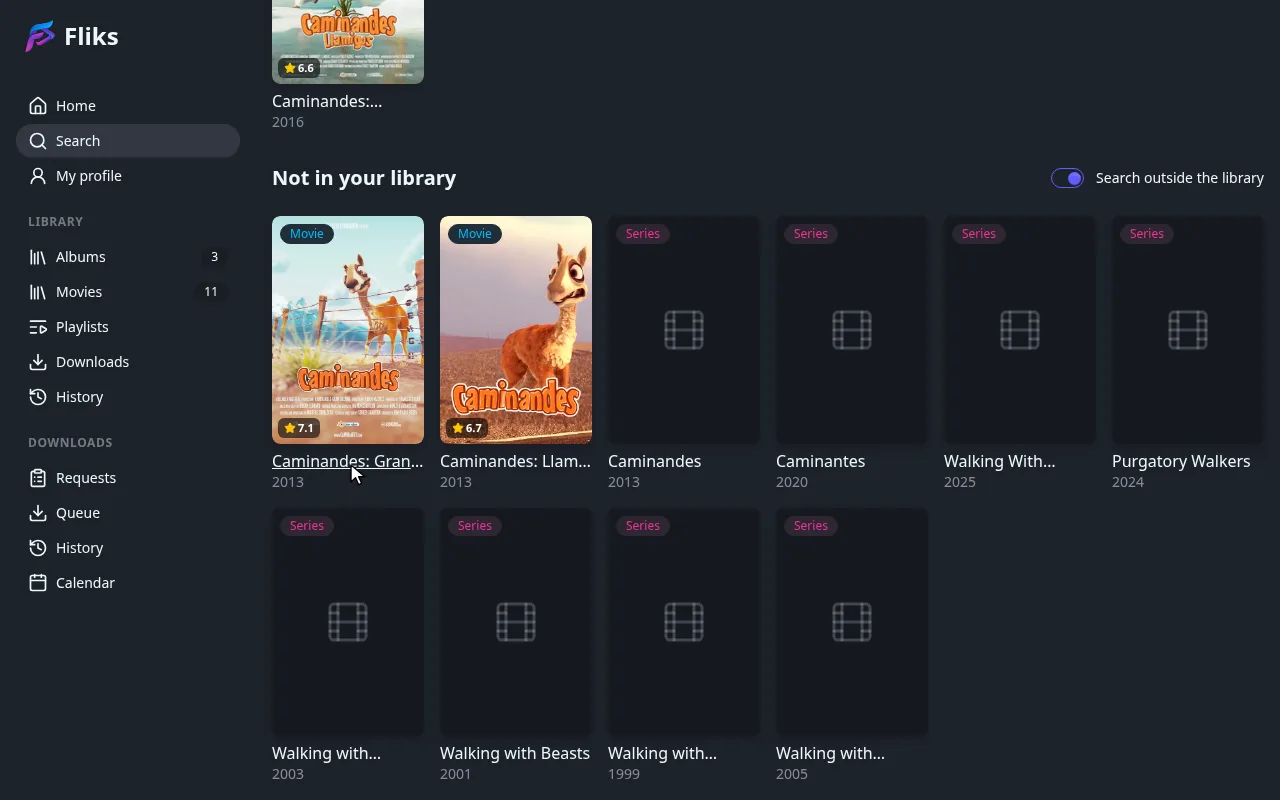 Fliks
Home
Search
My profile
LIBRARY
Albums 3
Movies 11
Playlists
Downloads
History
DOWNLOADS
Requests
Queue
History
Calendar
Caminandes
Llamigos
6.6
Caminandes:...
2016
Not in your library
Search outside the library
Movie
Caminandes
7.1
Caminandes: Gran...
2013
Movie
Caminandes
6.7
Caminandes: Llam...
2013
Series
Caminandes
2013
Series
Caminantes
2020
Series
Walking With...
2025
Series
Purgatory Walkers
2024
Series
Walking with...
2003
Series
Walking with Beasts
2001
Series
Walking with...
1999
Series
Walking with...
2005